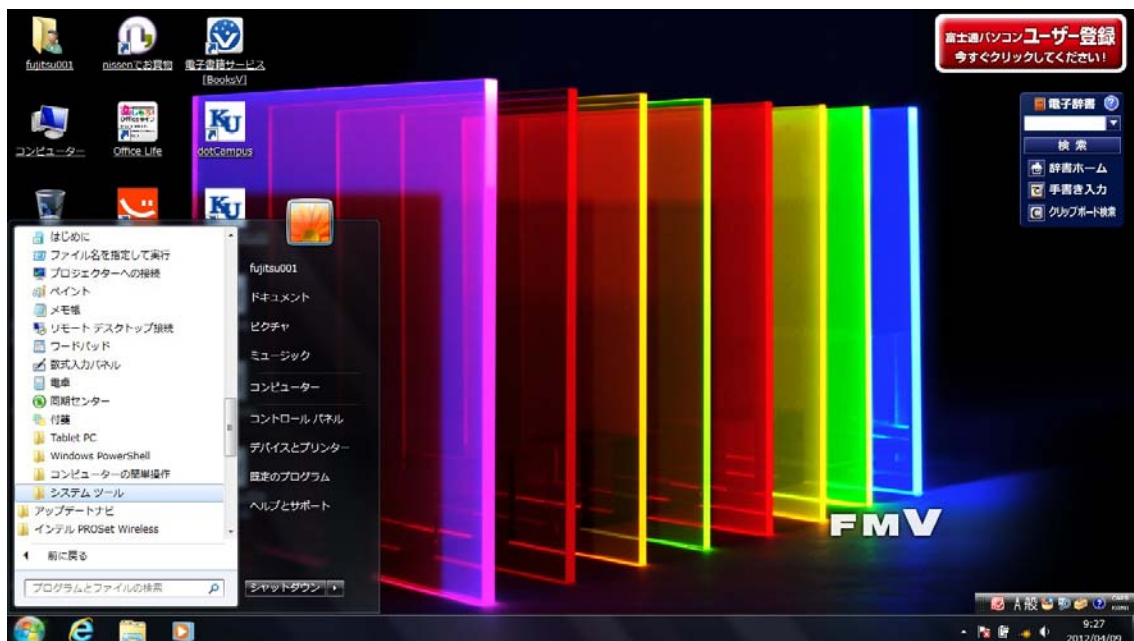 fujitsu001
nissenでお買物
電子書籍サービス
[BooksV]
富士通パソコンユーザー登録
今すぐクリックしてください!
コンピューター
Office Life
KU
dotCampus
KU
電子辞書 ?
検索
辞書ホーム
手書き入力
クリップボード検索
はじめに
ファイル名を指定して実行
プロジェクターへの接続
ペイント
メモ帳
リモート デスクトップ接続
ワードパッド
数式入力パネル
電卓
同期センター
付箋
Tablet PC
Windows PowerShell
コンピューターの簡単操作
システム ツール
アップデートナビ
インテル PROSet Wireless
前に戻る
プログラムとファイルの検索
fujitsu001
ドキュメント
ピクチャ
ミュージック
コンピューター
コントロール パネル
デバイスとプリンター
既定のプログラム
ヘルプとサポート
シャットダウン
FMV
A 般
CAPS
KANA
9:27
2012/04/09